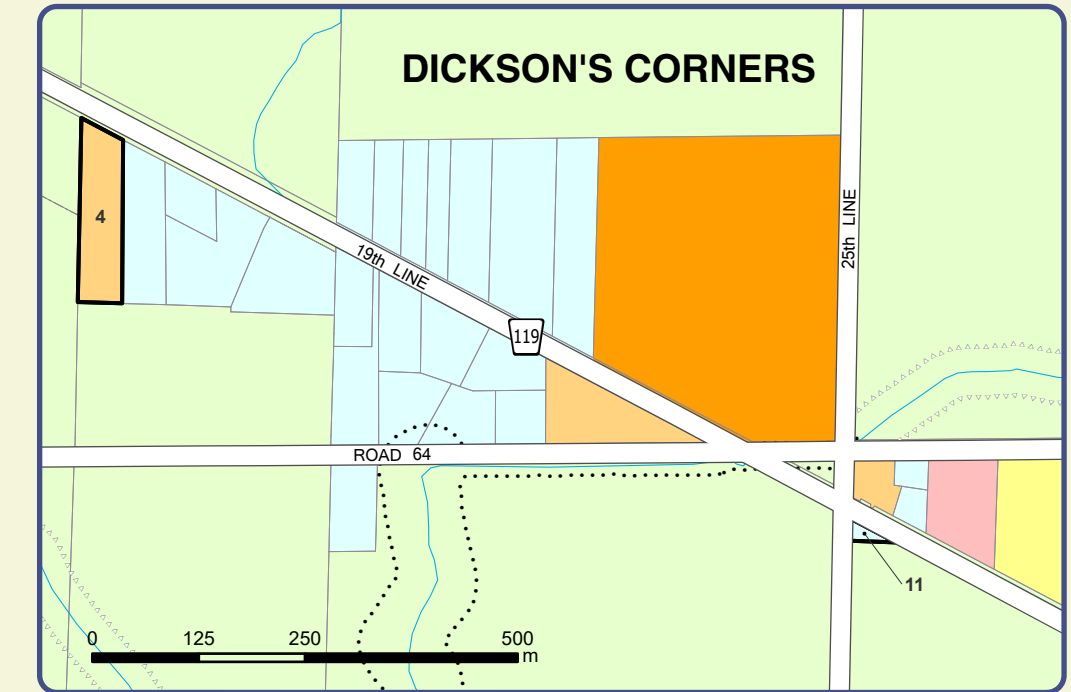 DICKSON'S CORNERS
4
25th LINE
19th LINE
119
ROAD 64
11
0 125 250 500
m